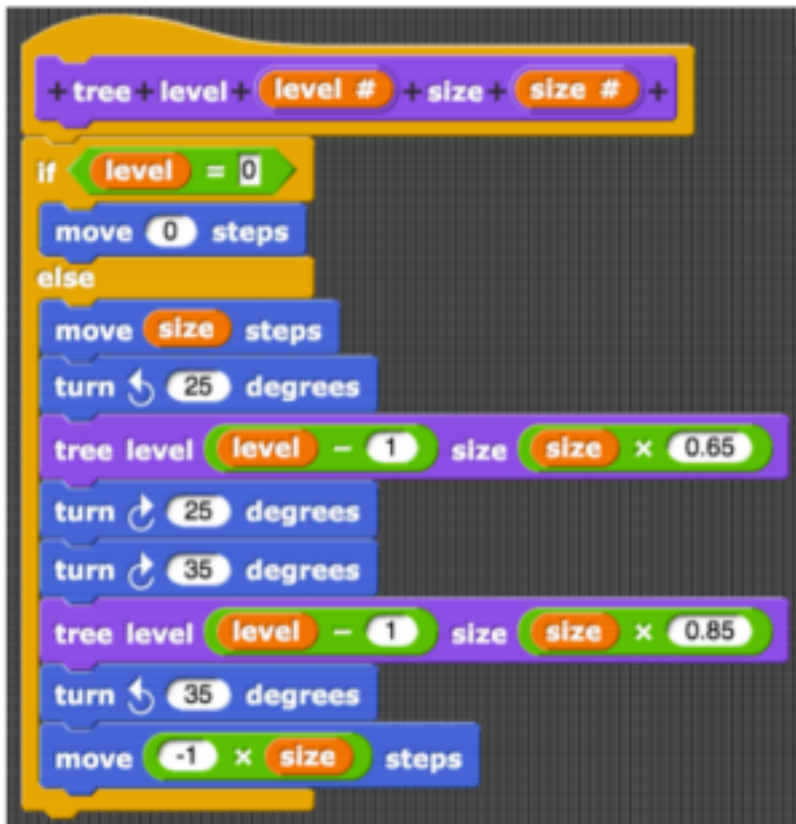 + tree + level + level # + size + size # +
if level = 0
move 0 steps
else
move size steps
turn 25 degrees
tree level level - 1 size size × 0.65
turn 25 degrees
turn 35 degrees
tree level level - 1 size size × 0.85
turn 35 degrees
move -1 × size steps